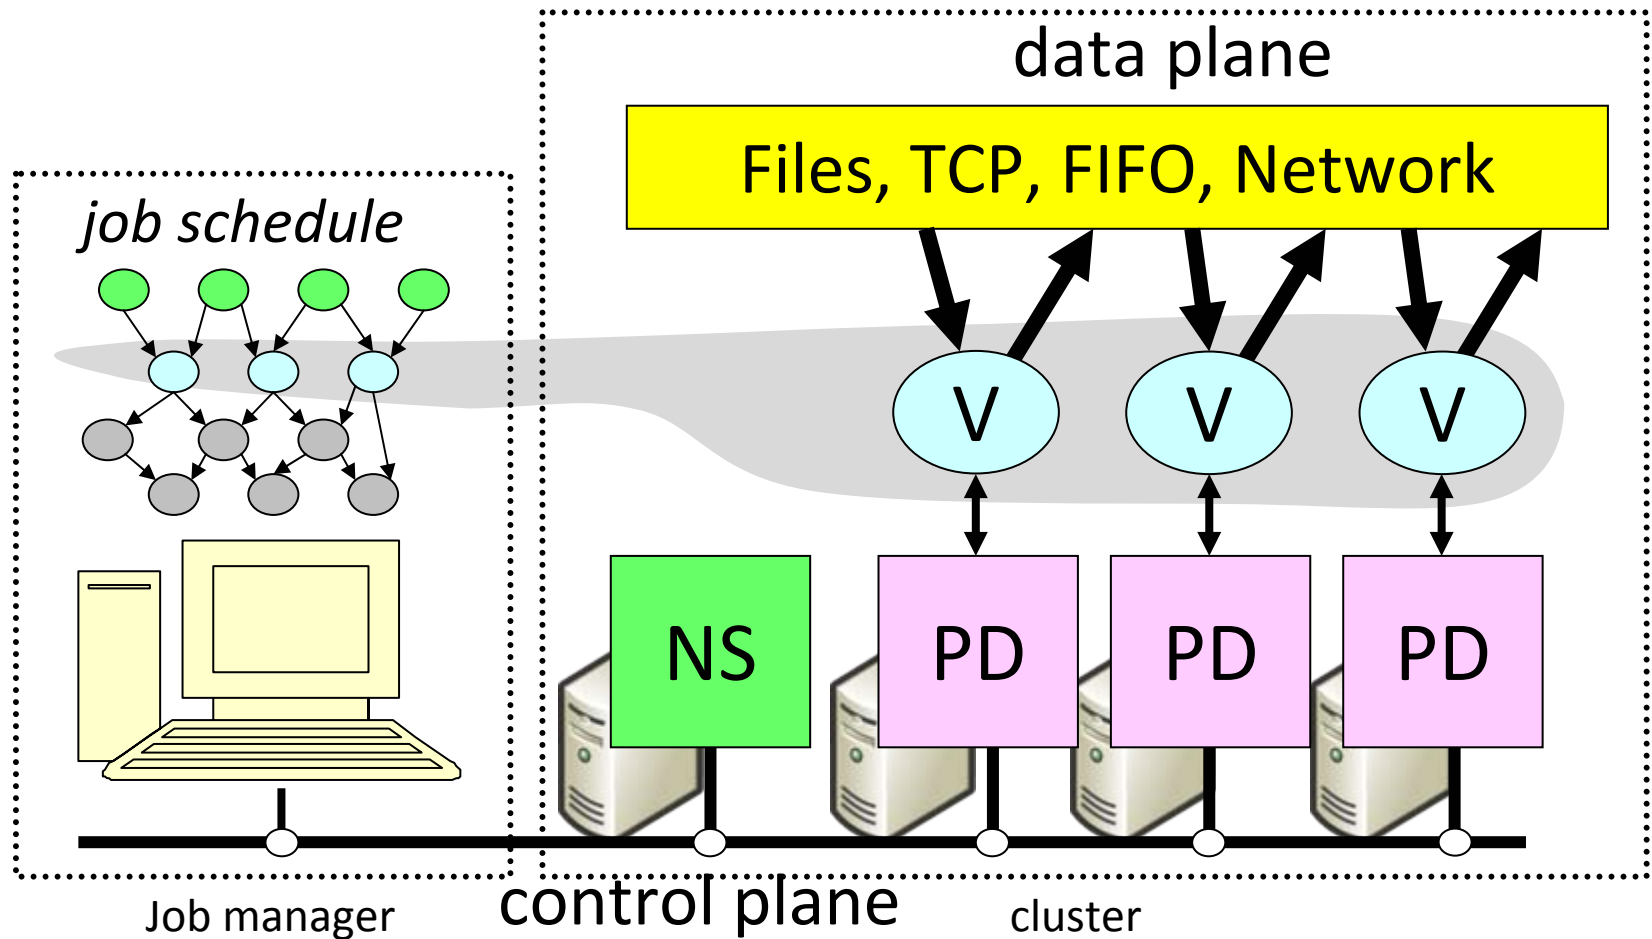 data plane
Files, TCP, FIFO, Network
job schedule
V V V
NS PD PD PD
control plane
Job manager cluster